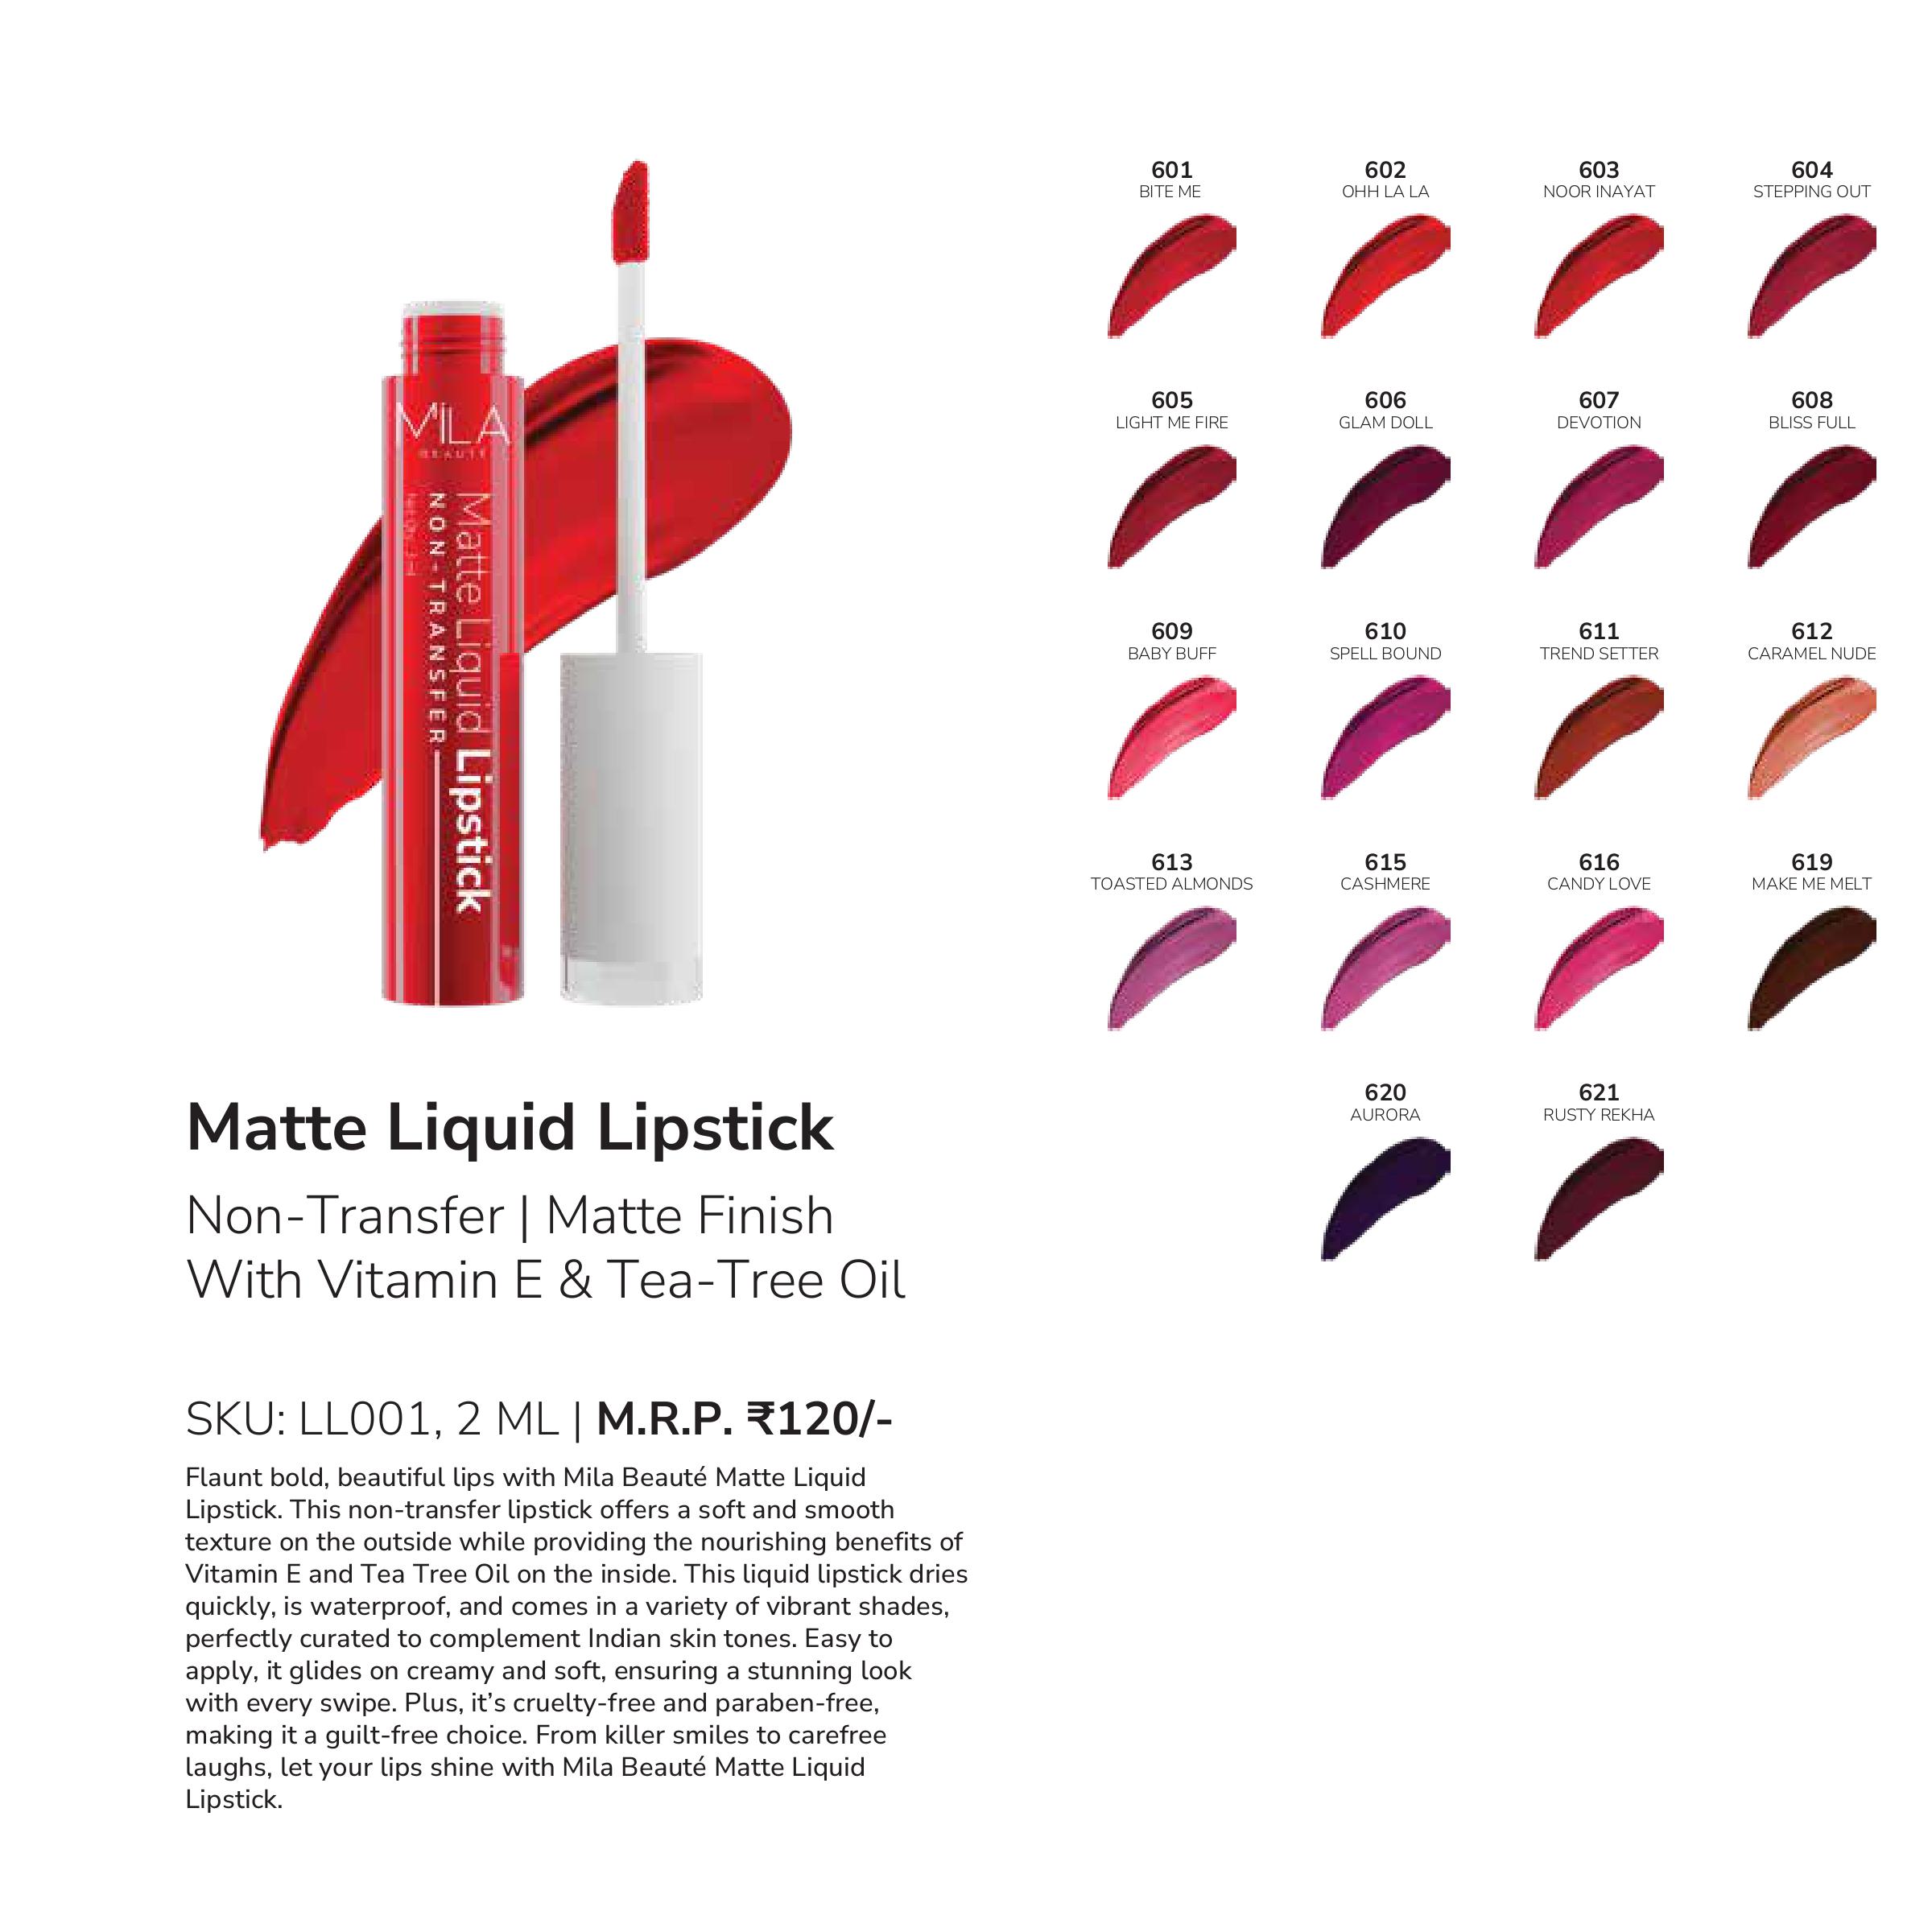 MILA
BEAUTÉ
Matte Liquid Lipstick
NON-TRANSFER
601
BITE ME
602
OHH LA LA
603
NOOR INAYAT
604
STEPPING OUT
605
LIGHT ME FIRE
606
GLAM DOLL
607
DEVOTION
608
BLISS FULL
609
BABY BUFF
610
SPELL BOUND
611
TREND SETTER
612
CARAMEL NUDE
613
TOASTED ALMONDS
615
CASHMERE
616
CANDY LOVE
619
MAKE ME MELT
620
AURORA
621
RUSTY REKHA
Matte Liquid Lipstick
Non-Transfer | Matte Finish
With Vitamin E & Tea-Tree Oil
SKU: LL001, 2 ML | M.R.P. ₹120/-
Flaunt bold, beautiful lips with Mila Beauté Matte Liquid
Lipstick. This non-transfer lipstick offers a soft and smooth
texture on the outside while providing the nourishing benefits of
Vitamin E and Tea Tree Oil on the inside. This liquid lipstick dries
quickly, is waterproof, and comes in a variety of vibrant shades,
perfectly curated to complement Indian skin tones. Easy to
apply, it glides on creamy and soft, ensuring a stunning look
with every swipe. Plus, it’s cruelty-free and paraben-free,
making it a guilt-free choice. From killer smiles to carefree
laughs, let your lips shine with Mila Beauté Matte Liquid
Lipstick.